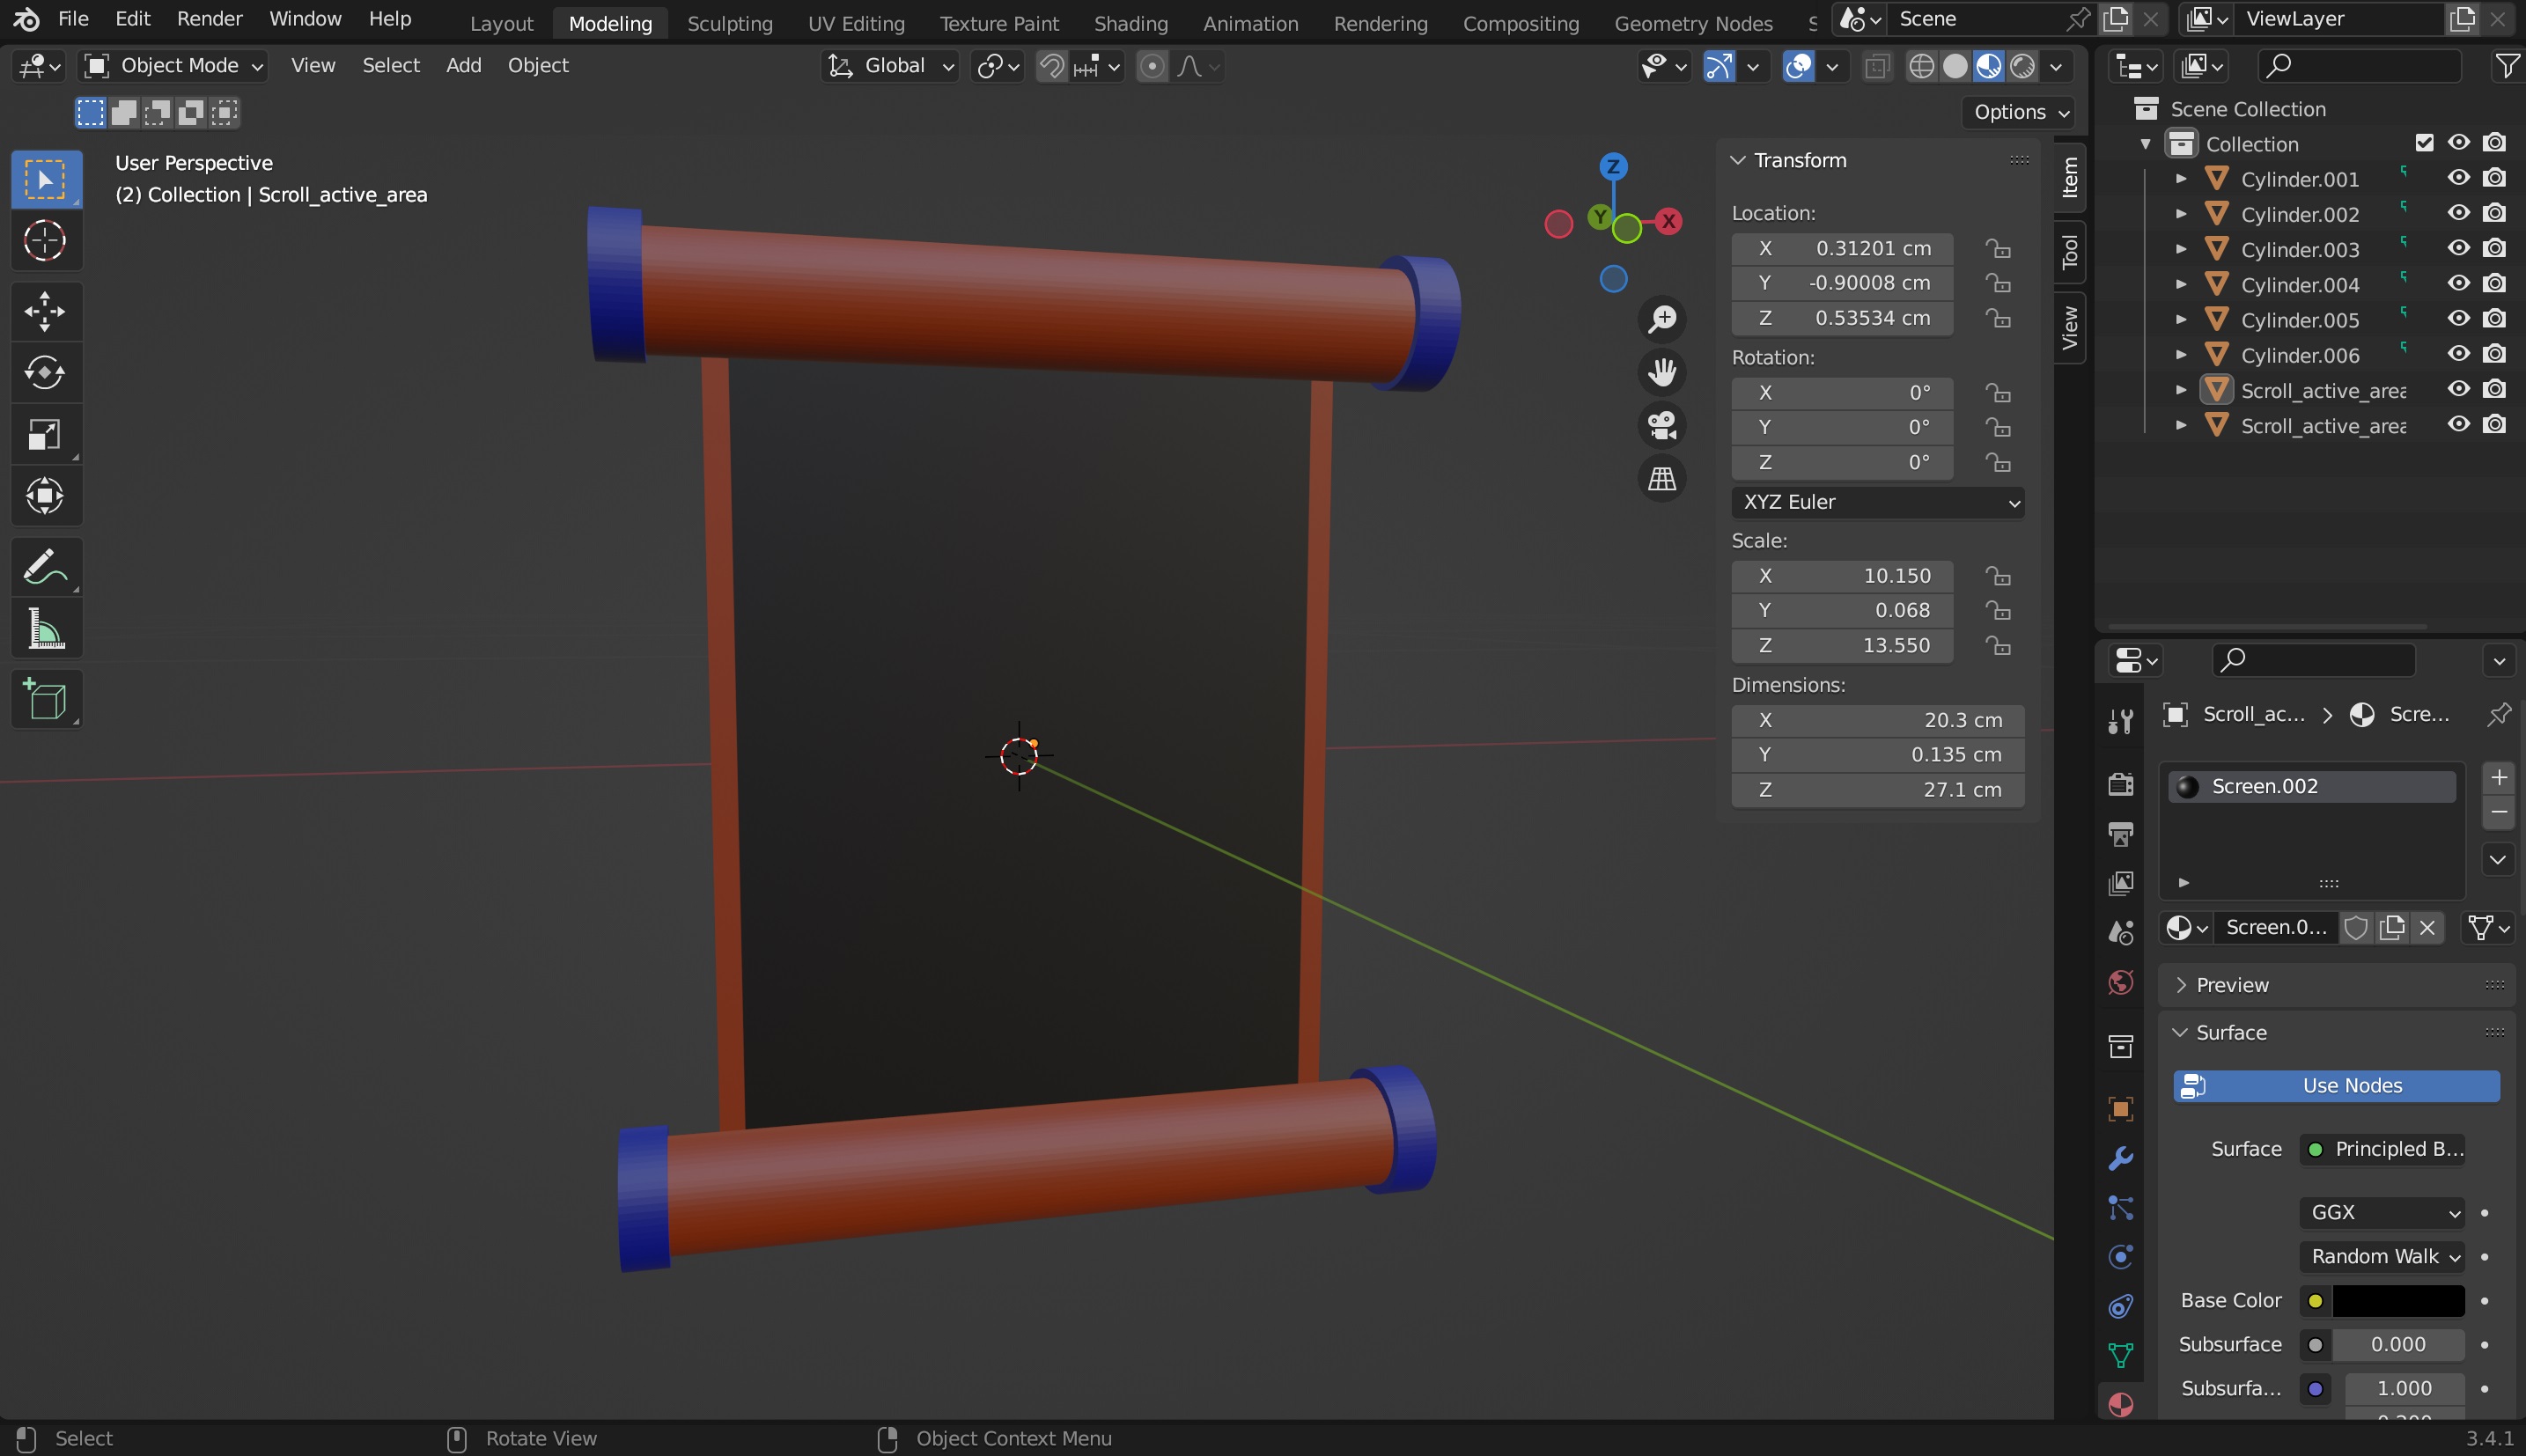 File Edit Render Window Help
Layout Modeling Sculpting UV Editing Texture Paint Shading Animation Rendering Compositing Geometry Nodes S
Scene
ViewLayer
Object Mode View Select Add Object
Global
Options
User Perspective
(2) Collection | Scroll_active_area
Z
Y
X
Item
Tool
View
Transform
Location:
X 0.31201 cm
Y -0.90008 cm
Z 0.53534 cm
Rotation:
X 0°
Y 0°
Z 0°
XYZ Euler
Scale:
X 10.150
Y 0.068
Z 13.550
Dimensions:
X 20.3 cm
Y 0.135 cm
Z 27.1 cm
Scene Collection
Collection
Cylinder.001
Cylinder.002
Cylinder.003
Cylinder.004
Cylinder.005
Cylinder.006
Scroll_active_area
Scroll_active_area
Scroll_ac... Scre...
Screen.002
Screen.0...
Preview
Surface
Use Nodes
Surface Principled B...
GGX
Random Walk
Base Color
Subsurface 0.000
Subsurfa... 1.000
Select Rotate View Object Context Menu 3.4.1